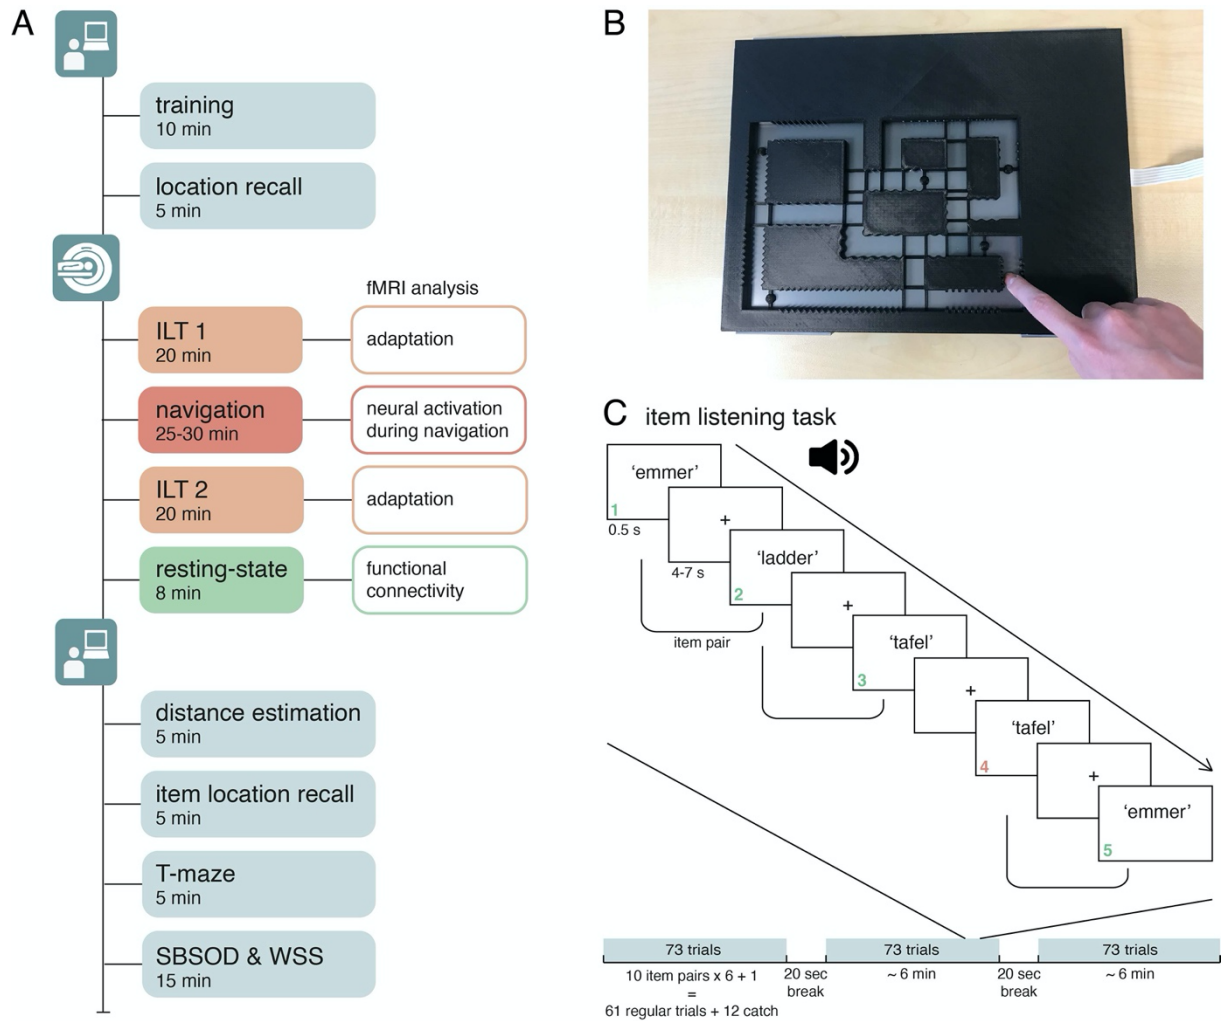 A
training
10 min
location recall
5 min
fMRI analysis
ILT 1
20 min
adaptation
navigation
25-30 min
neural activation
during navigation
ILT 2
20 min
adaptation
resting-state
8 min
functional
connectivity
distance estimation
5 min
item location recall
5 min
T-maze
5 min
SBSOD & WSS
15 min
B
C item listening task
'emmer'
1
0.5 s
+
4-7 s
'ladder'
2
item pair
+
'tafel'
3
+
'tafel'
4
+
'emmer'
5
73 trials
73 trials
73 trials
10 item pairs x 6 + 1
=
61 regular trials + 12 catch
20 sec
break
~ 6 min
20 sec
break
~ 6 min